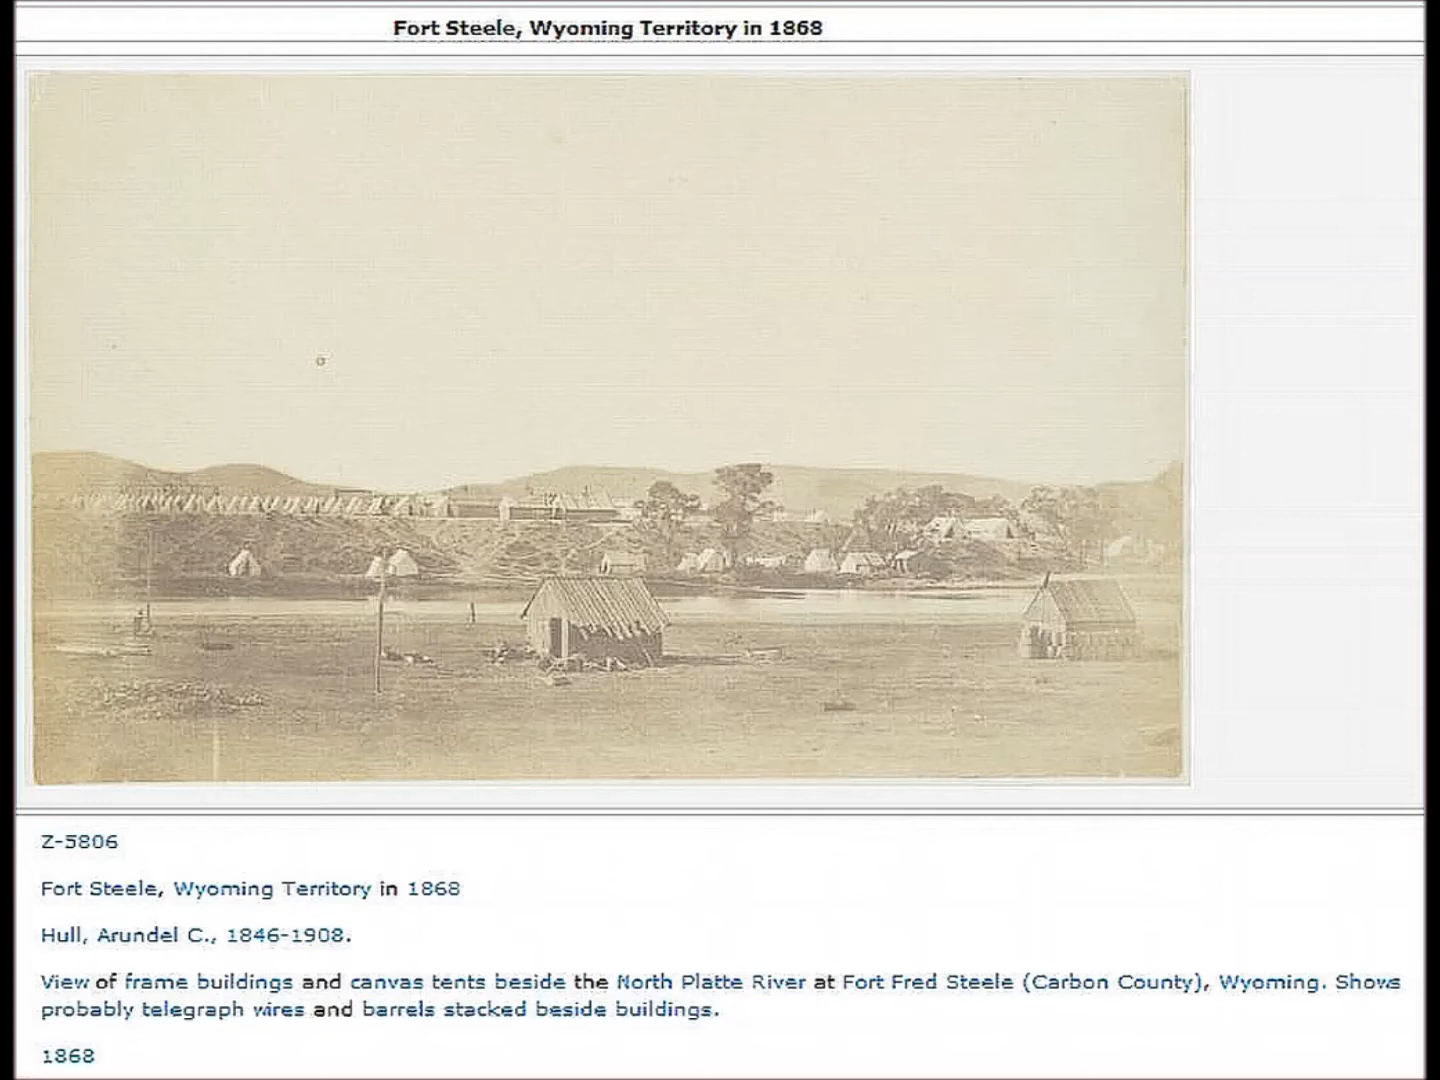 Fort Steele, Wyoming Territory in 1868
Z-5806
Fort Steele, Wyoming Territory in 1868
Hull, Arundel C., 1846-1908.
View of frame buildings and canvas tents beside the North Platte River at Fort Fred Steele (Carbon County), Wyoming. Shows
probably telegraph wires and barrels stacked beside buildings.
1868